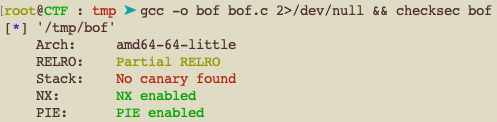 [root@CTF : tmp ➤gcc -o bof bof.c 2>/dev/null && checksec bof
[*] '/tmp/bof'
Arch: amd64-64-little
RELRO: Partial RELRO
Stack: No canary found
NX: NX enabled
PIE: PIE enabled